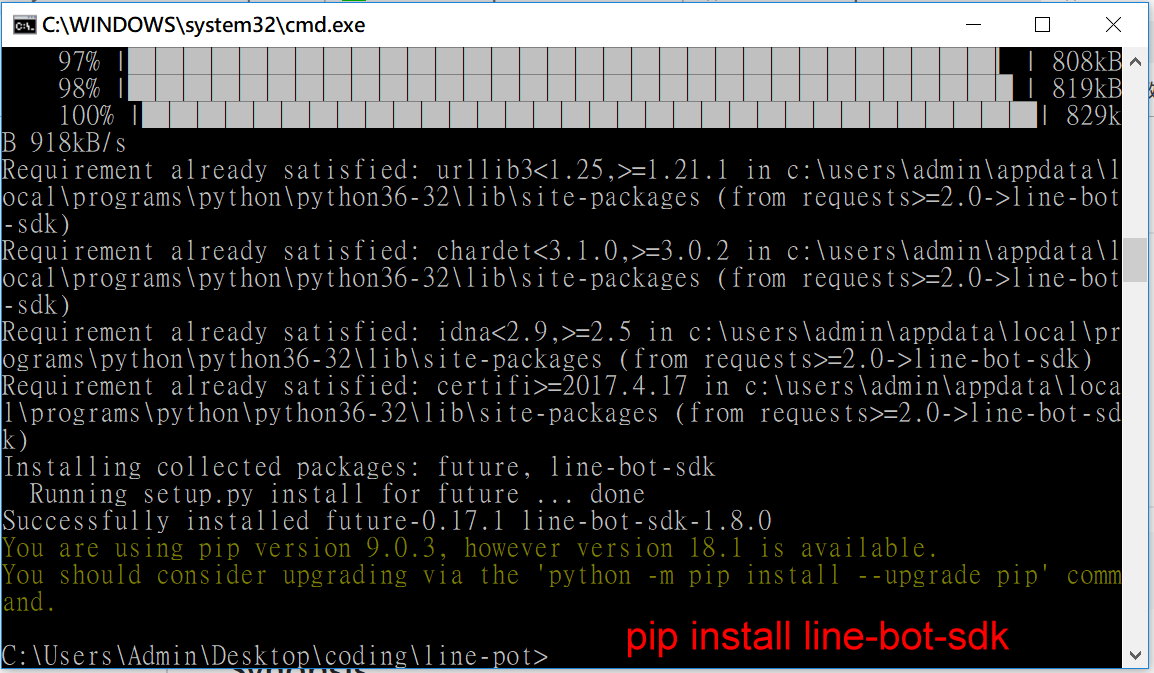 C:\WINDOWS\system32\cmd.exe
97% | | 808kB
98% | | 819kB
100% | | 829k
B 918kB/s
Requirement already satisfied: urllib3<1.25,>=1.21.1 in c:\users\admin\appdata\l
ocal\programs\python\python36-32\lib\site-packages (from requests>=2.0->line-bot
-sdk)
Requirement already satisfied: chardet<3.1.0,>=3.0.2 in c:\users\admin\appdata\l
ocal\programs\python\python36-32\lib\site-packages (from requests>=2.0->line-bot
-sdk)
Requirement already satisfied: idna<2.9,>=2.5 in c:\users\admin\appdata\local\pr
ograms\python\python36-32\lib\site-packages (from requests>=2.0->line-bot-sdk)
Requirement already satisfied: certifi>=2017.4.17 in c:\users\admin\appdata\loca
l\programs\python\python36-32\lib\site-packages (from requests>=2.0->line-bot-sd
k)
Installing collected packages: future, line-bot-sdk
Running setup.py install for future ... done
Successfully installed future-0.17.1 line-bot-sdk-1.8.0
You are using pip version 9.0.3, however version 18.1 is available.
You should consider upgrading via the 'python -m pip install --upgrade pip' comm
and.
pip install line-bot-sdk
C:\Users\Admin\Desktop\coding\line-pot>